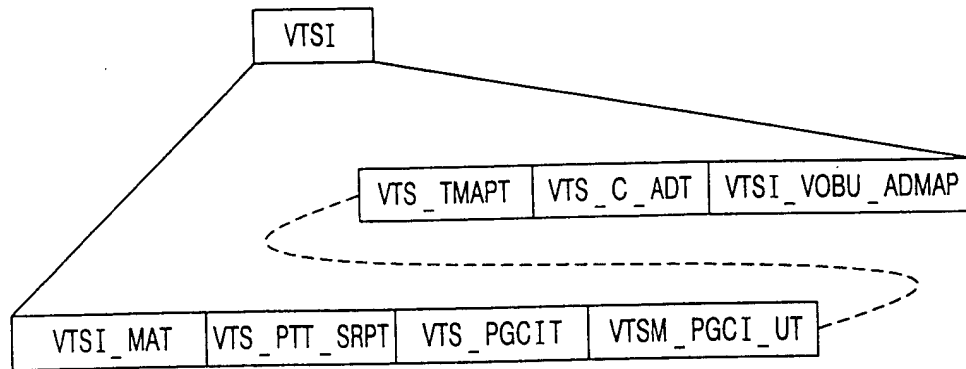 VTSI
VTS_TMAPT VTS_C_ADT VTSI_VOBU_ADMAP
VTSI_MAT VTS_PTT_SRPT VTS_PGCIT VTSM_PGCI_UT